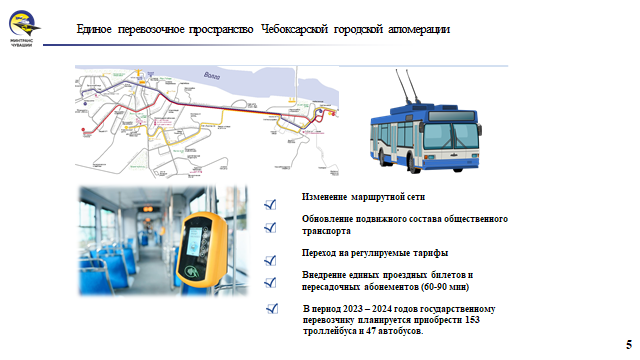 Единое перевозочное пространство Чебоксарской городской агломерации
МИНТРАНС
ЧУВАШИИ
Волга
Изменение маршрутной сети
Обновление подвижного состава общественного
транспорта
Переход на регулируемые тарифы
Внедрение единых проездных билетов и
пересадочных абонементов (60-90 мин)
В период 2023 – 2024 годов государственному
перевозчику планируется приобрести 153
троллейбуса и 47 автобусов.
5